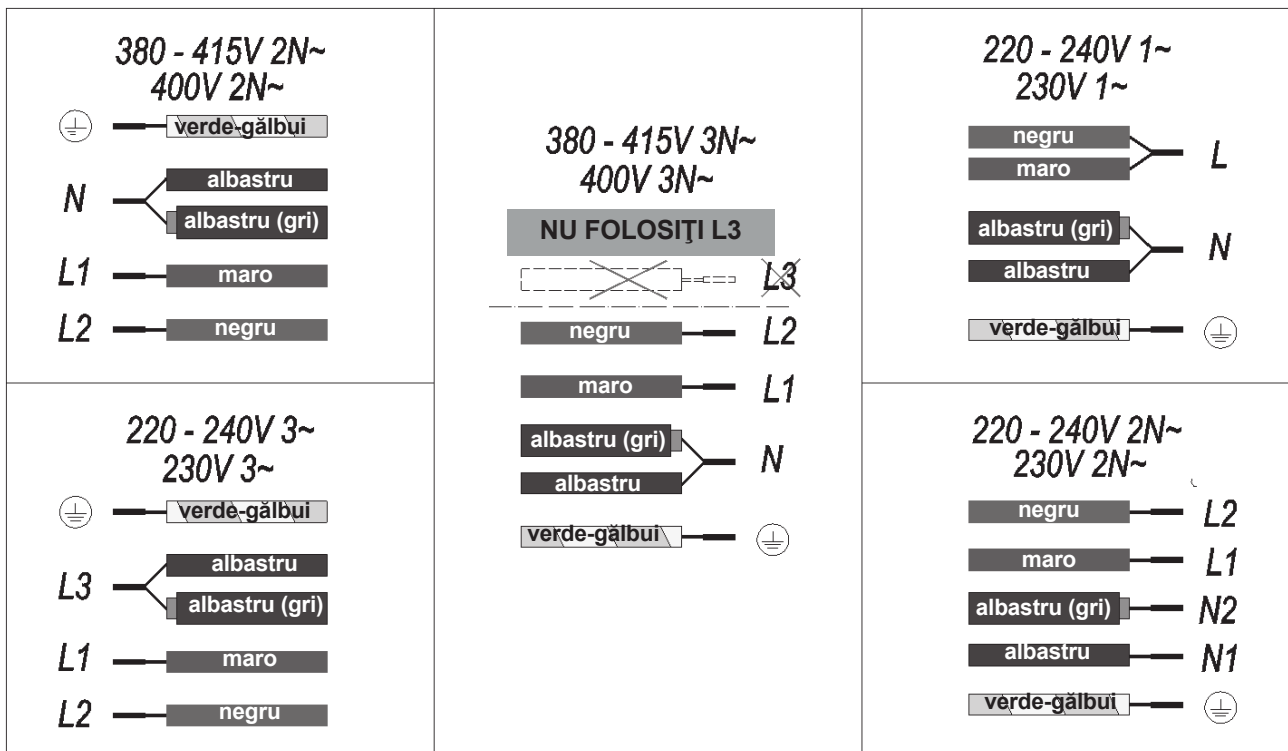 380 - 415V 2N~
400V 2N~
verde-gălbui
N
albastru
albastru (gri)
L1
maro
L2
negru
220 - 240V 3~
230V 3~
verde-gălbui
L3
albastru
albastru (gri)
L1
maro
L2
negru
380 - 415V 3N~
400V 3N~
NU FOLOSIŢI L3
L3
negru
L2
maro
L1
albastru (gri)
N
albastru
verde-gălbui
220 - 240V 1~
230V 1~
negru
L
maro
albastru (gri)
N
albastru
verde-gălbui
220 - 240V 2N~
230V 2N~
negru
L2
maro
L1
albastru (gri)
N2
albastru
N1
verde-gălbui